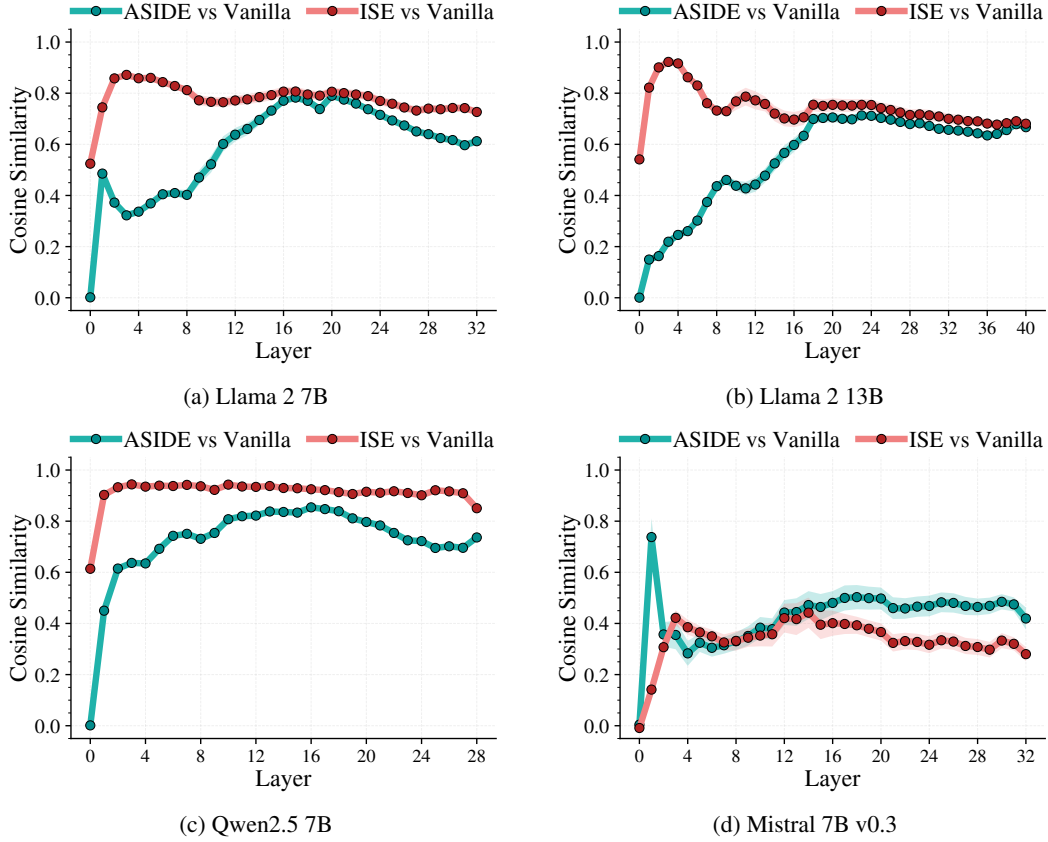 ASIDE vs Vanilla ISE vs Vanilla
1.0
0.8
0.6
0.4
0.2
0.0
Cosine Similarity
0 4 8 12 16 20 24 28 32
Layer
(a) Llama 2 7B
ASIDE vs Vanilla ISE vs Vanilla
1.0
0.8
0.6
0.4
0.2
0.0
Cosine Similarity
0 4 8 12 16 20 24 28 32 36 40
Layer
(b) Llama 2 13B
ASIDE vs Vanilla ISE vs Vanilla
1.0
0.8
0.6
0.4
0.2
0.0
Cosine Similarity
0 4 8 12 16 20 24 28
Layer
(c) Qwen2.5 7B
ASIDE vs Vanilla ISE vs Vanilla
1.0
0.8
0.6
0.4
0.2
0.0
Cosine Similarity
0 4 8 12 16 20 24 28 32
Layer
(d) Mistral 7B v0.3